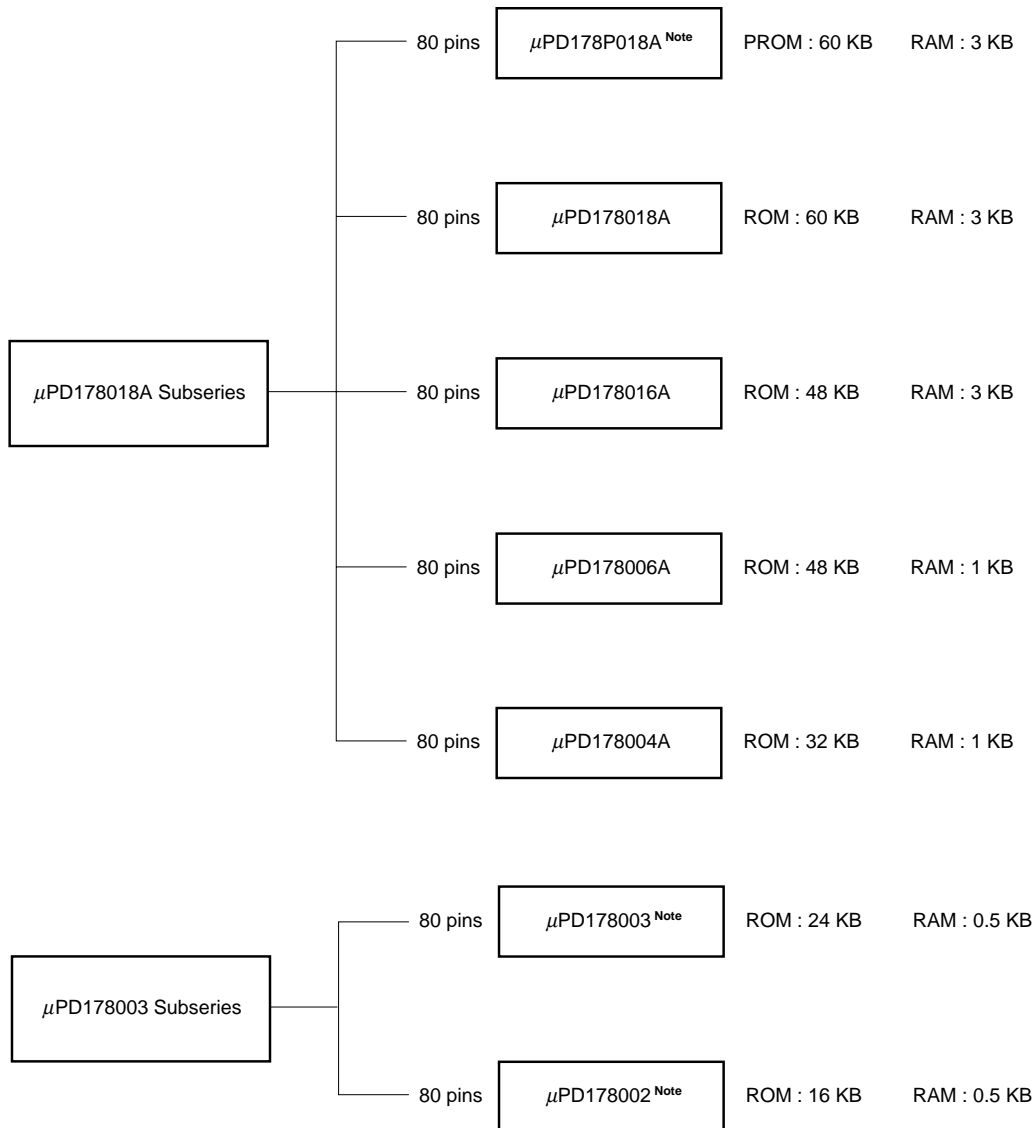 80 pins μPD178P018A Note PROM : 60 KB RAM : 3 KB
80 pins μPD178018A ROM : 60 KB RAM : 3 KB
μPD178018A Subseries 80 pins μPD178016A ROM : 48 KB RAM : 3 KB
80 pins μPD178006A ROM : 48 KB RAM : 1 KB
80 pins μPD178004A ROM : 32 KB RAM : 1 KB
80 pins μPD178003 Note ROM : 24 KB RAM : 0.5 KB
μPD178003 Subseries
80 pins μPD178002 Note ROM : 16 KB RAM : 0.5 KB